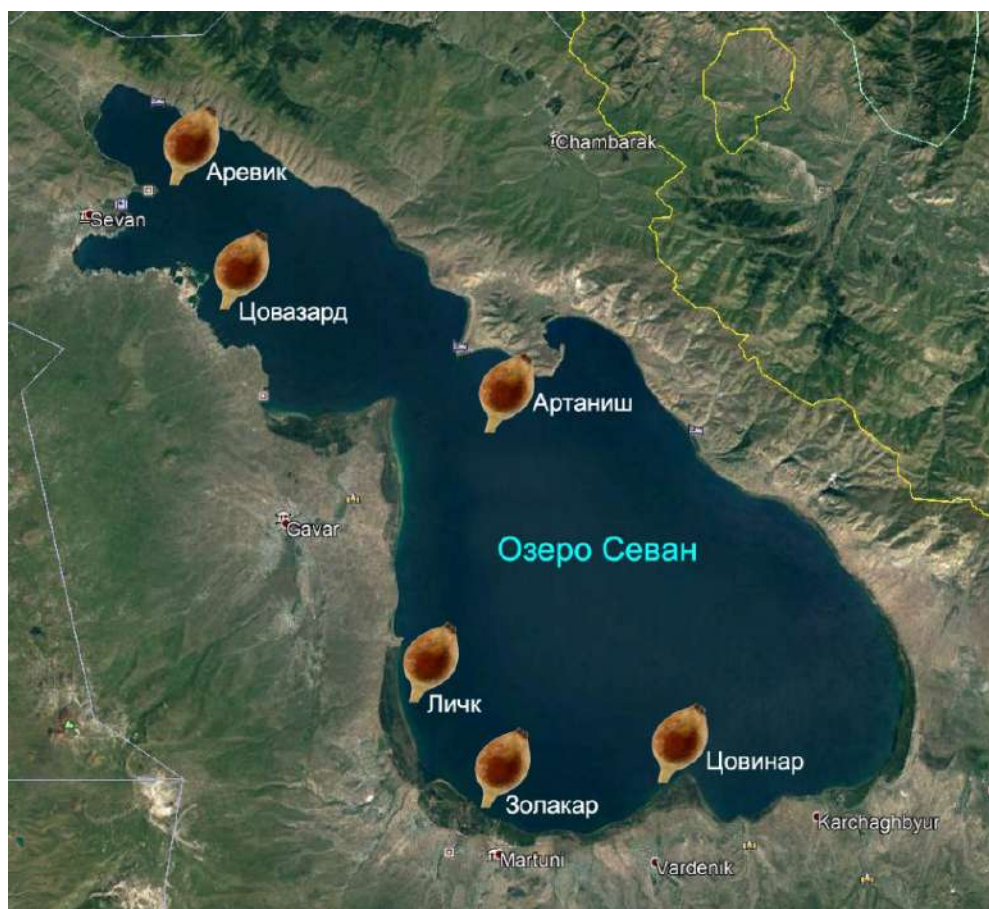 Chambarak
Аревик
Sevan
Цовазард
Артаниш
Gavar
Озеро Севан
Личк
Цовинар
Золакар
Karchaghbyur
Martuni
Vardenik